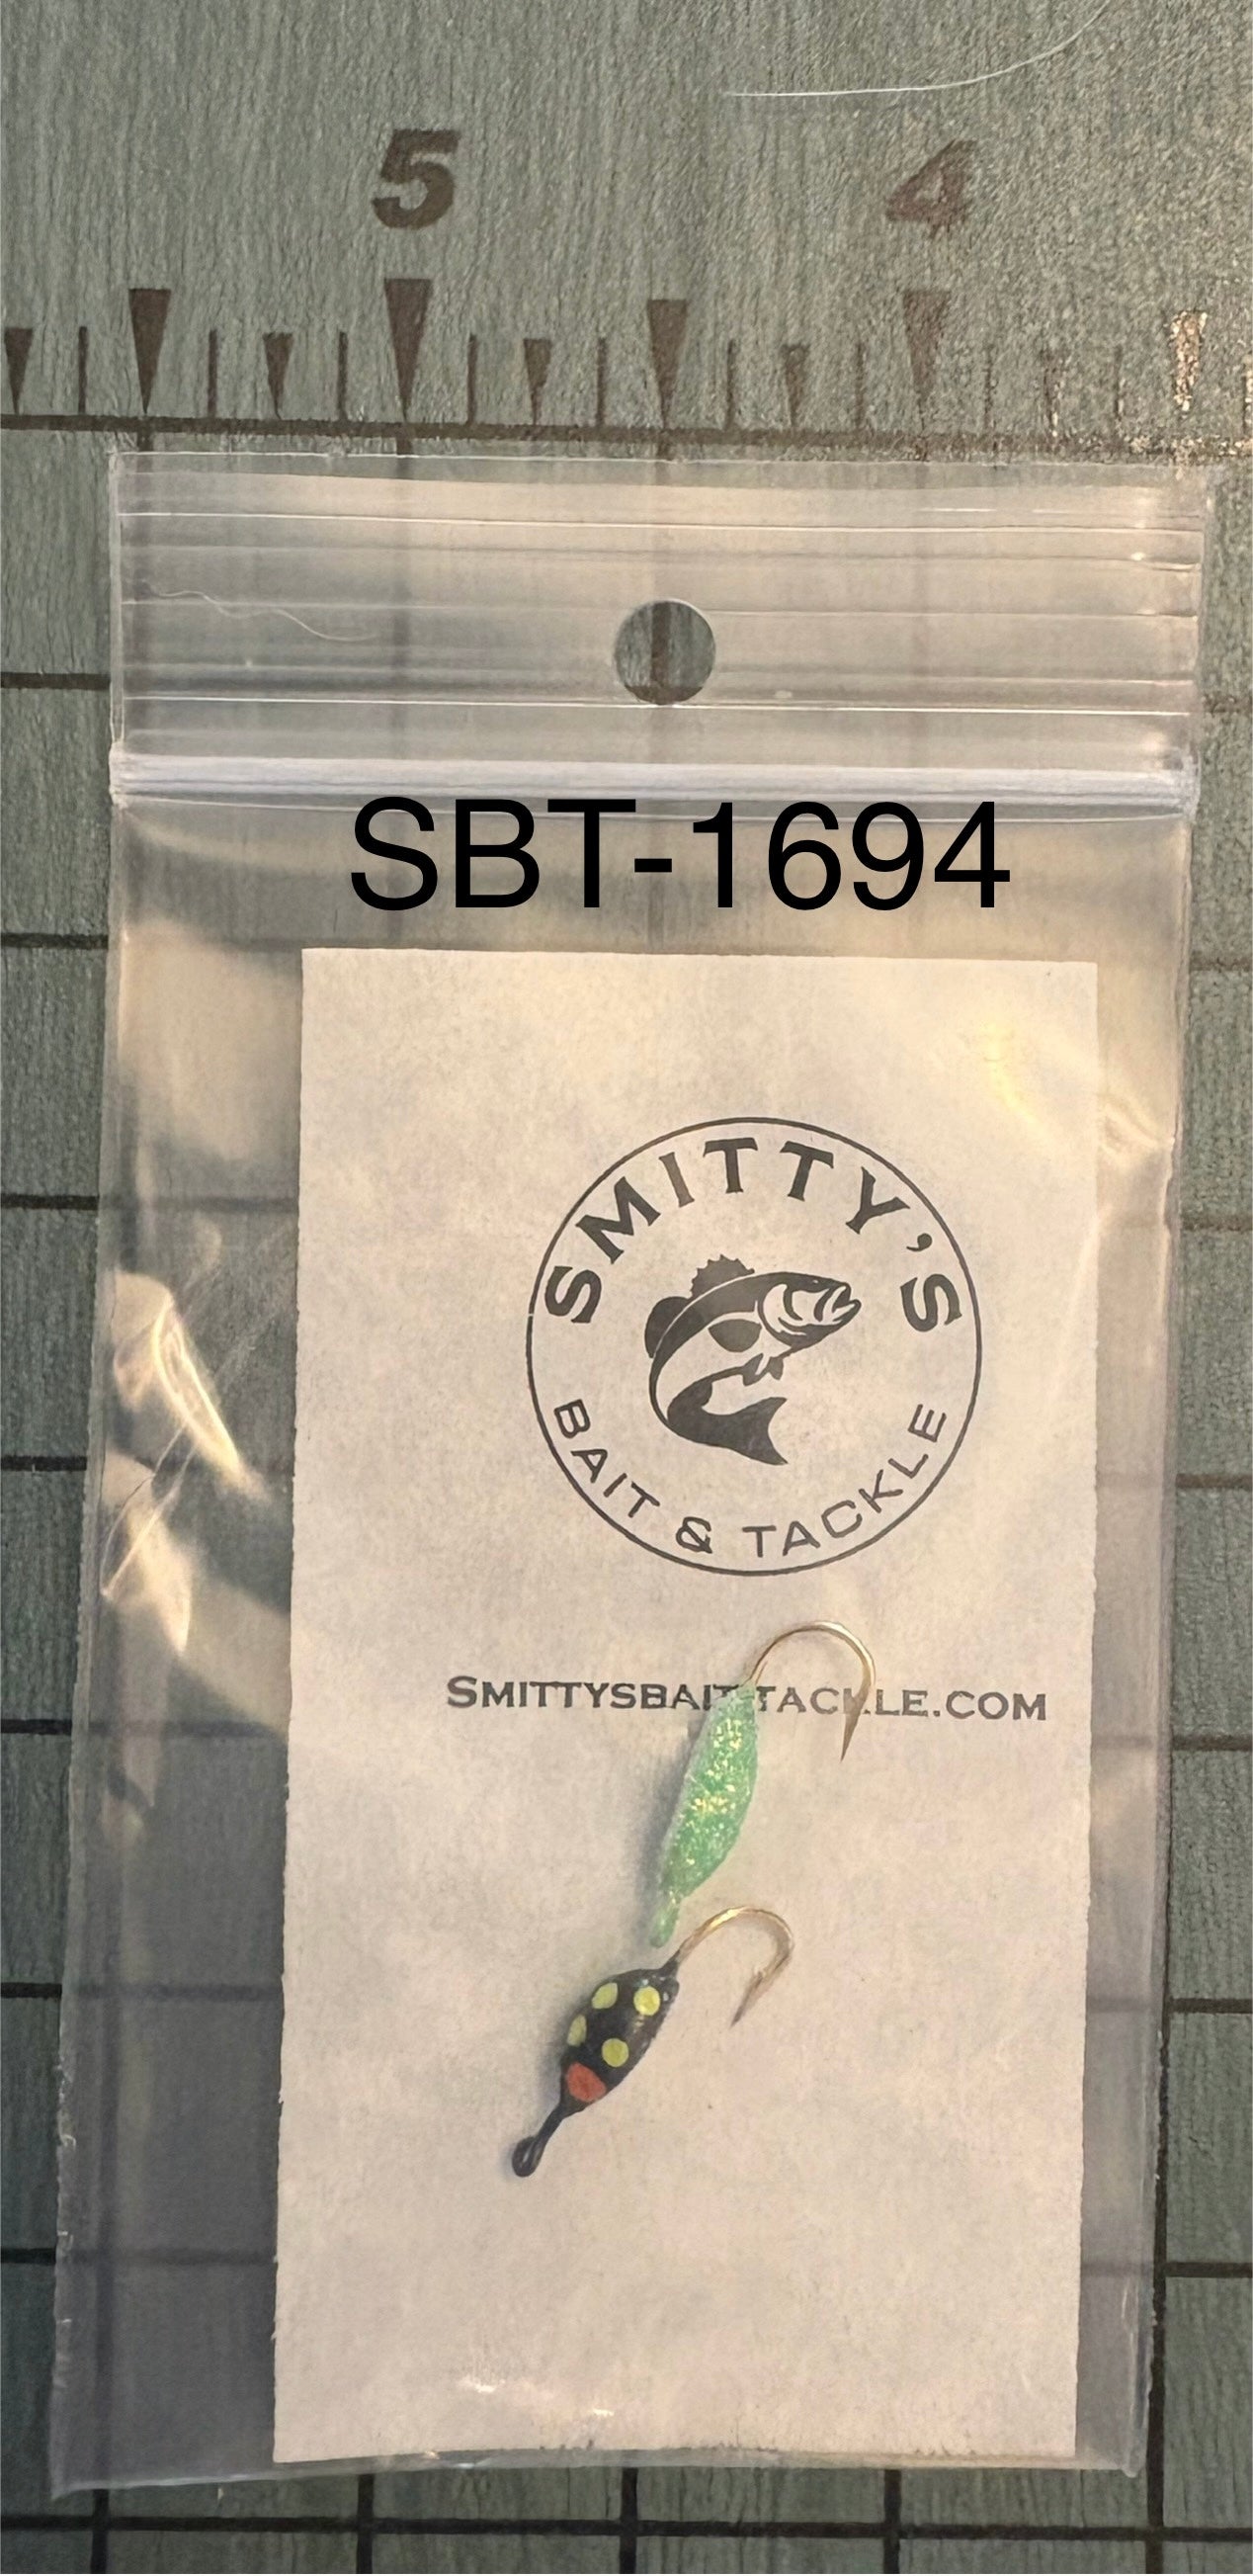 5 4
SBT-1694
SMITTY'S
BAIT & TACKLE
SMITTYSBAIT TACKLE.COM